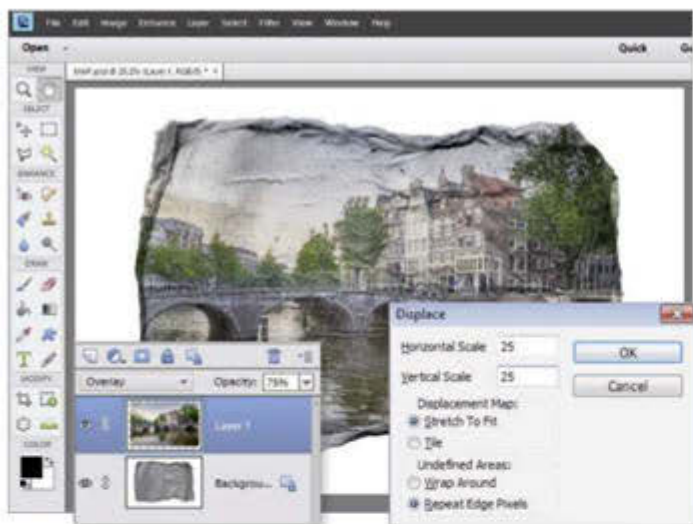 File Edit Image Enhance Layer Select Filter View Window Help
Open
Quick
VIEW
SELECT
ENHANCE
DRAW
T
MODIFY
COLOR
Displace
Horizontal Scale 25
OK
Vertical Scale 25
Cancel
Displacement Map:
Stretch To Fit
Tile
Undefined Areas:
Wrap Around
Repeat Edge Pixels
Overlay Opacity: 75%
Layer 1
Backgrou...